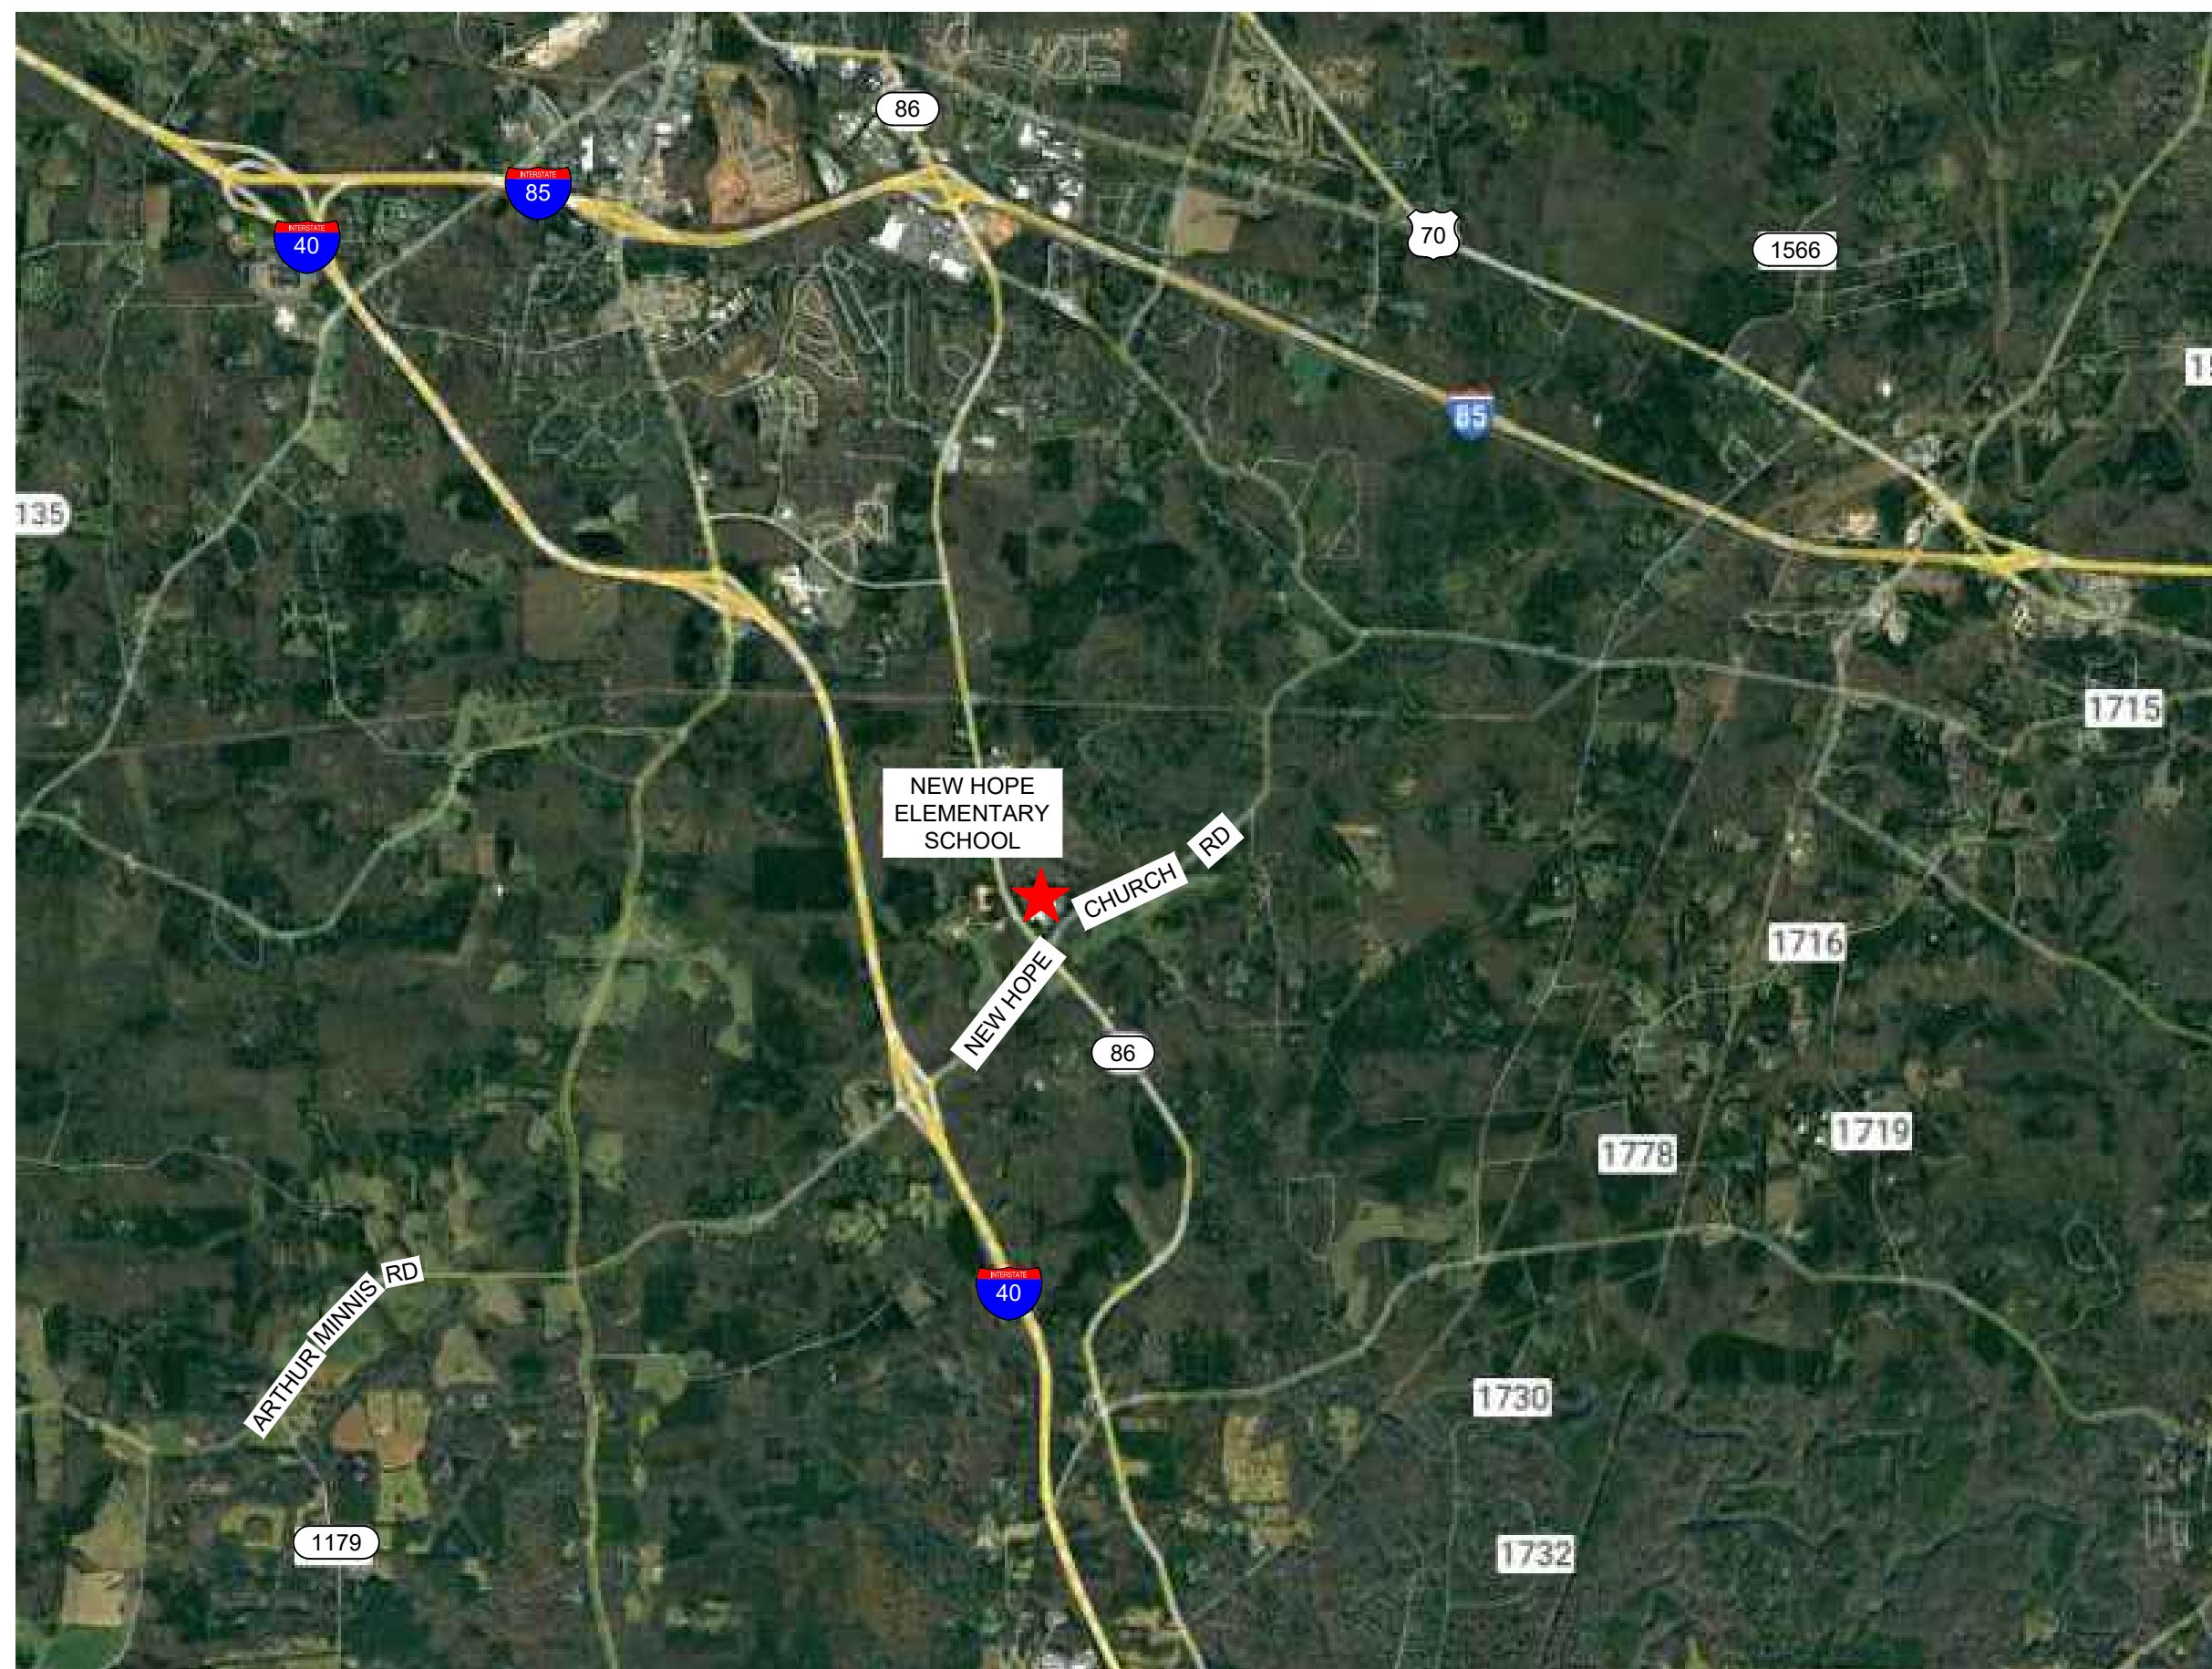 86
INTERSTATE
85
INTERSTATE
40
70
1566
85
135
1715
NEW HOPE
ELEMENTARY
SCHOOL
CHURCH RD
NEW HOPE
1716
86
1719
1778
ARTHUR MINNIS RD
INTERSTATE
40
1730
1179
1732